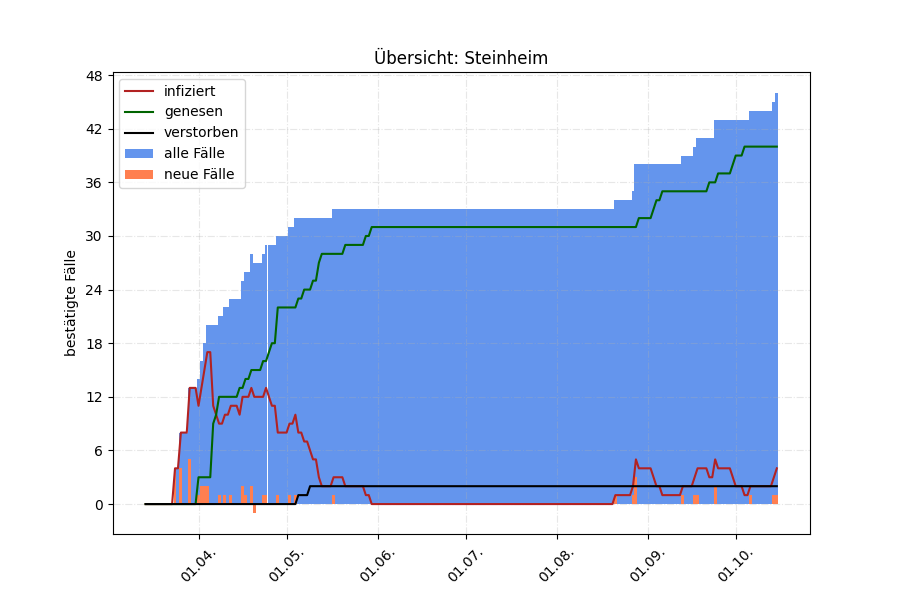 Übersicht: Steinheim
bestätigte Fälle
48
42
36
30
24
18
12
6
0
infiziert
genesen
verstorben
alle Fälle
neue Fälle
01.04.
01.05.
01.06.
01.07.
01.08.
01.09.
01.10.